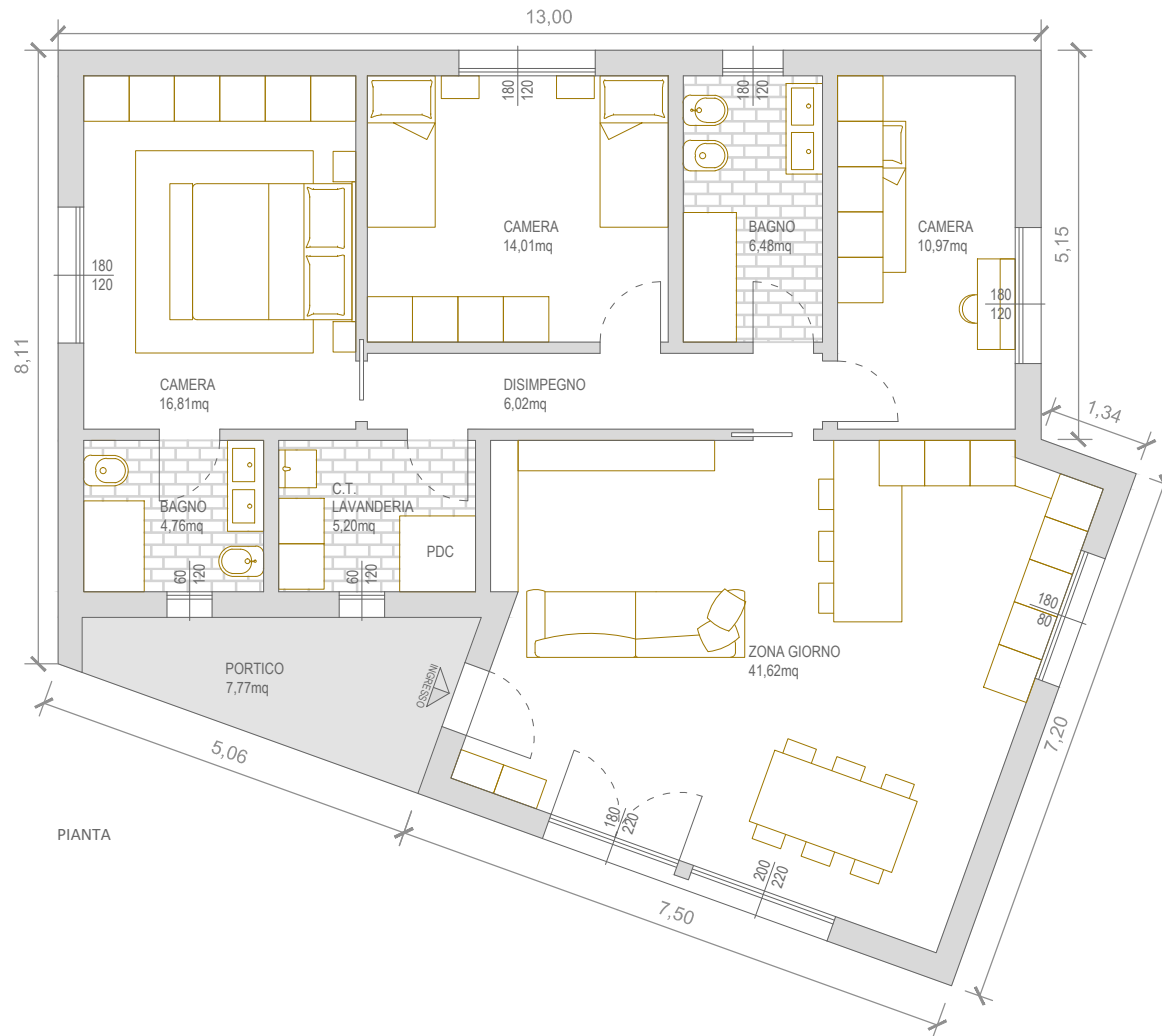 13,00
180
120
180
120
CAMERA
14,01mq
BAGNO
6,48mq
CAMERA
10,97mq
5,15
180
120
180
120
8,11
CAMERA
16,81mq
DISIMPEGNO
6,02mq
1,34
C.T.
LAVANDERIA
5,20mq
BAGNO
4,76mq
PDC
60
120
60
120
180
80
ZONA GIORNO
41,62mq
PORTICO
7,77mq
INGRESSO
7,20
5,06
180
220
200
220
PIANTA
7,50